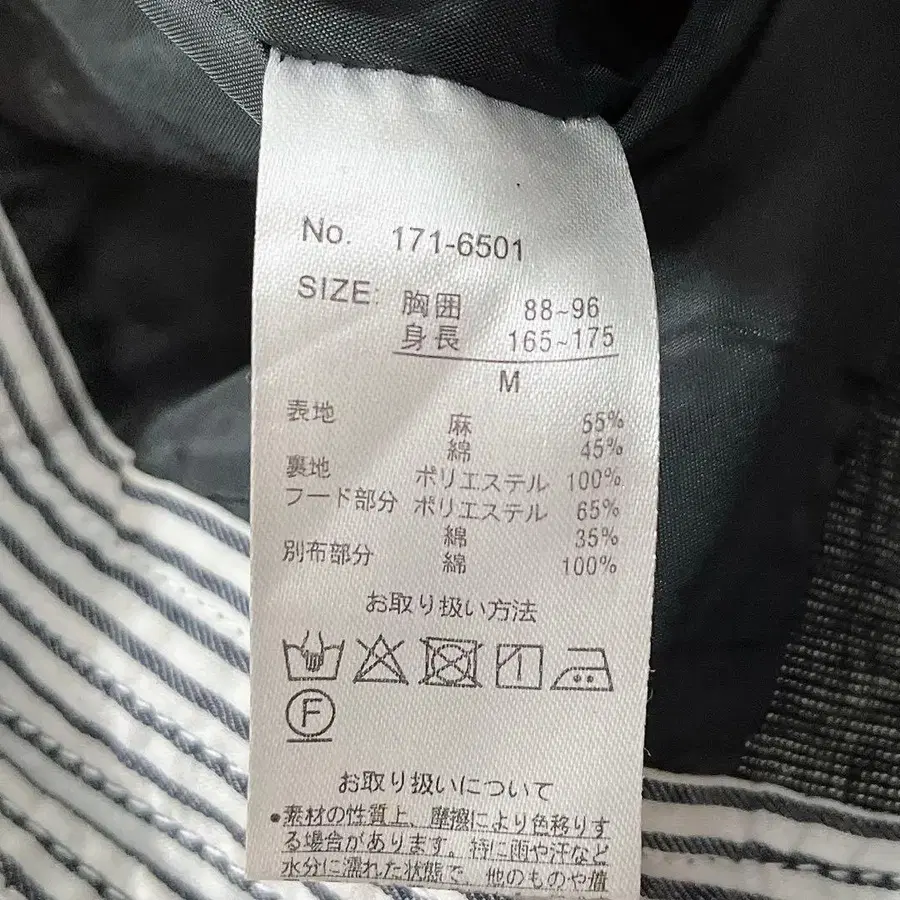 No. 171-6501
SIZE: 胸囲 88~96
身長 165~175
M
表地 麻 55%
綿 45%
裏地 ポリエステル 100%
フード部分 ポリエステル 65%
綿 35%
別布部分 綿 100%
お取り扱い方法
F
お取り扱いについて
•素材の性質上、摩擦により色移りす
る場合があります。特に雨や汗など
水分に濡れた状態で、他のものや値